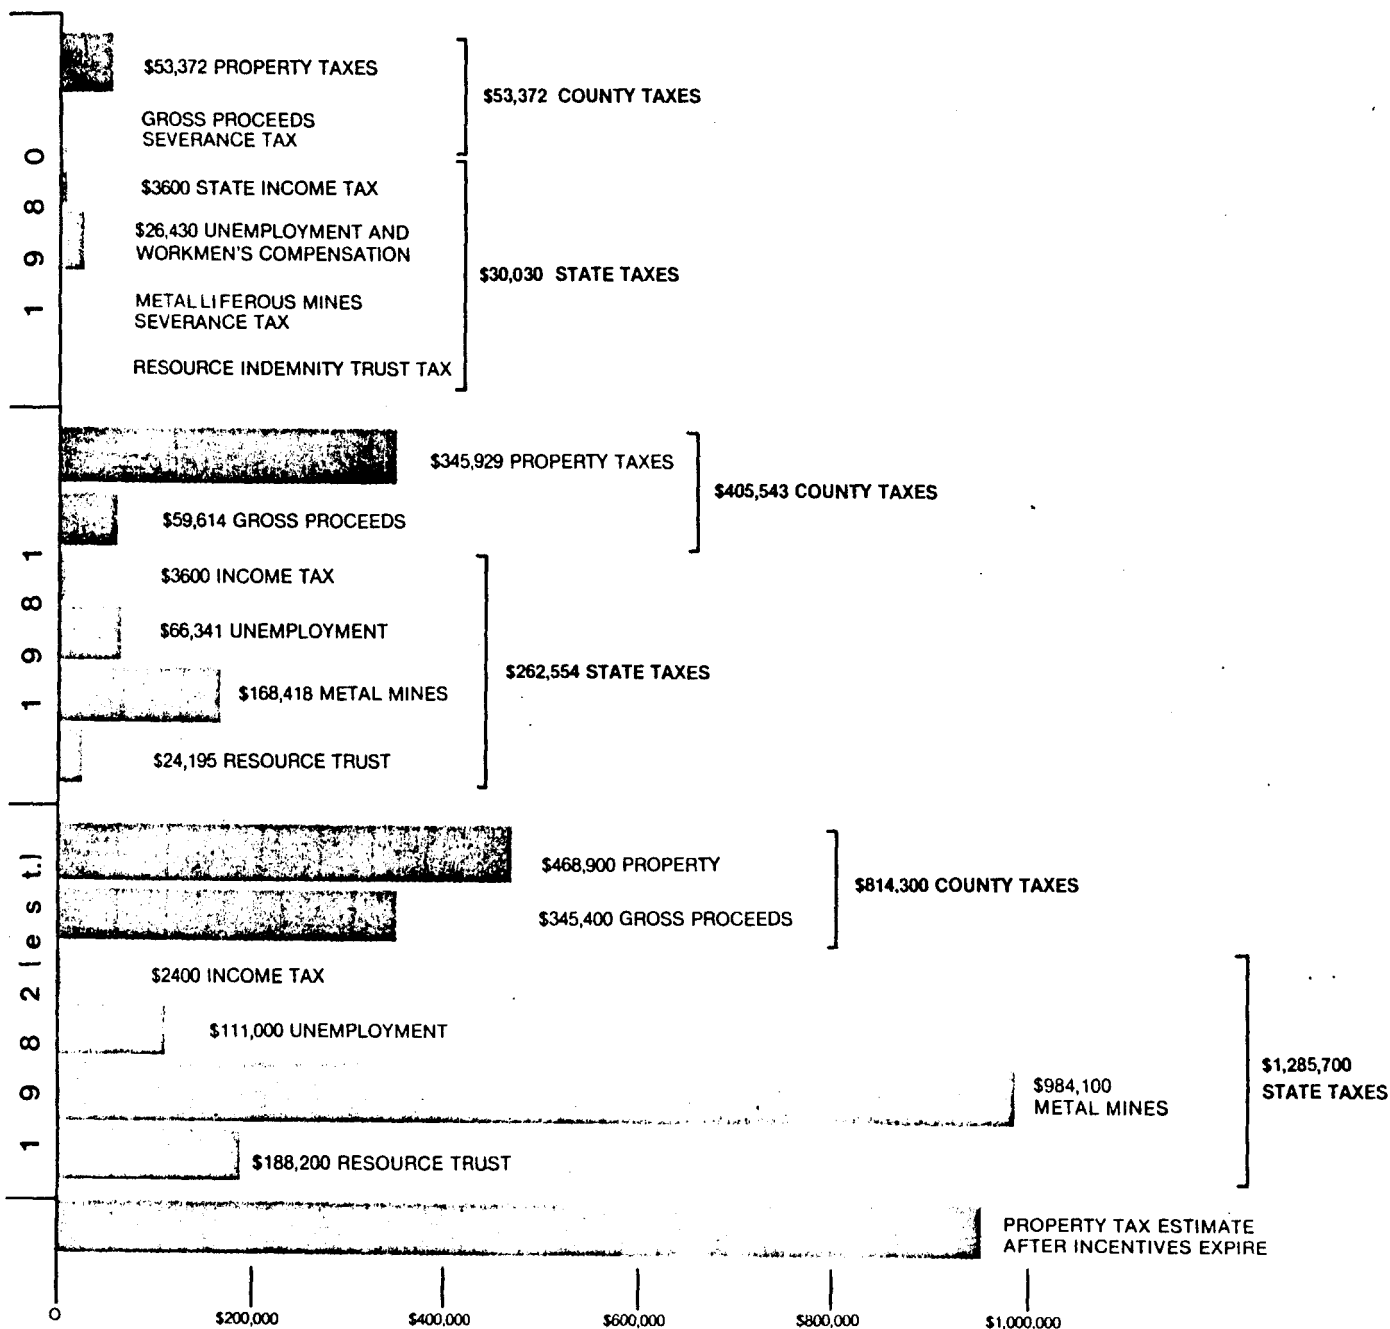 1980
$53,372 PROPERTY TAXES
GROSS PROCEEDS
SEVERANCE TAX
$53,372 COUNTY TAXES
$3600 STATE INCOME TAX
$26,430 UNEMPLOYMENT AND
WORKMEN'S COMPENSATION
METALLIFEROUS MINES
SEVERANCE TAX
RESOURCE INDEMNITY TRUST TAX
$30,030 STATE TAXES
1981
$345,929 PROPERTY TAXES
$59,614 GROSS PROCEEDS
$405,543 COUNTY TAXES
$3600 INCOME TAX
$66,341 UNEMPLOYMENT
$168,418 METAL MINES
$24,195 RESOURCE TRUST
$262,554 STATE TAXES
1982 (est.)
$468,900 PROPERTY
$345,400 GROSS PROCEEDS
$814,300 COUNTY TAXES
$2400 INCOME TAX
$111,000 UNEMPLOYMENT
$984,100
METAL MINES
$188,200 RESOURCE TRUST
$1,285,700
STATE TAXES
PROPERTY TAX ESTIMATE
AFTER INCENTIVES EXPIRE
0
$200,000
$400,000
$600,000
$800,000
$1,000,000